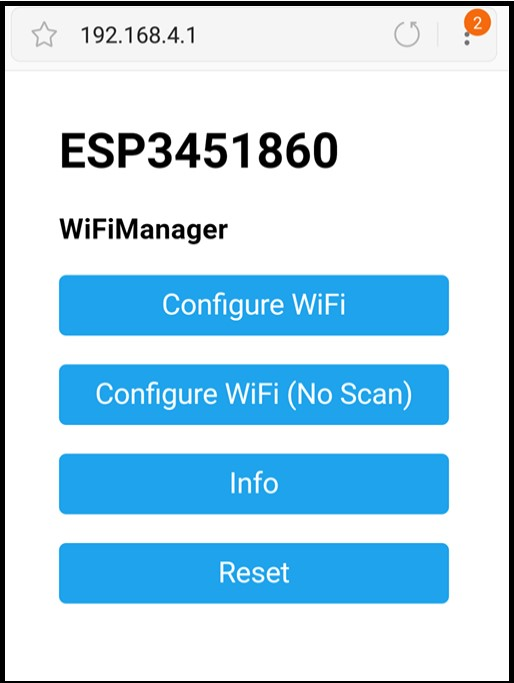 192.168.4.1
2
ESP3451860
WiFiManager
Configure WiFi
Configure WiFi (No Scan)
Info
Reset